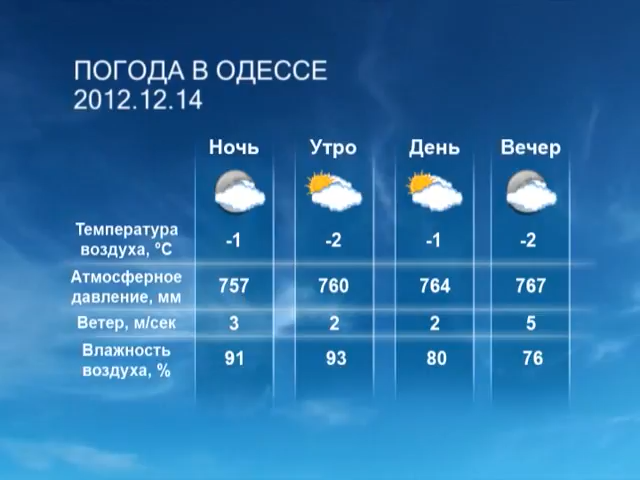 ПОГОДА В ОДЕССЕ
2012.12.14
Ночь Утро День Вечер
Температура
воздуха, °C -1 -2 -1 -2
Атмосферное
давление, мм 757 760 764 767
Ветер, м/сек 3 2 2 5
Влажность
воздуха, % 91 93 80 76